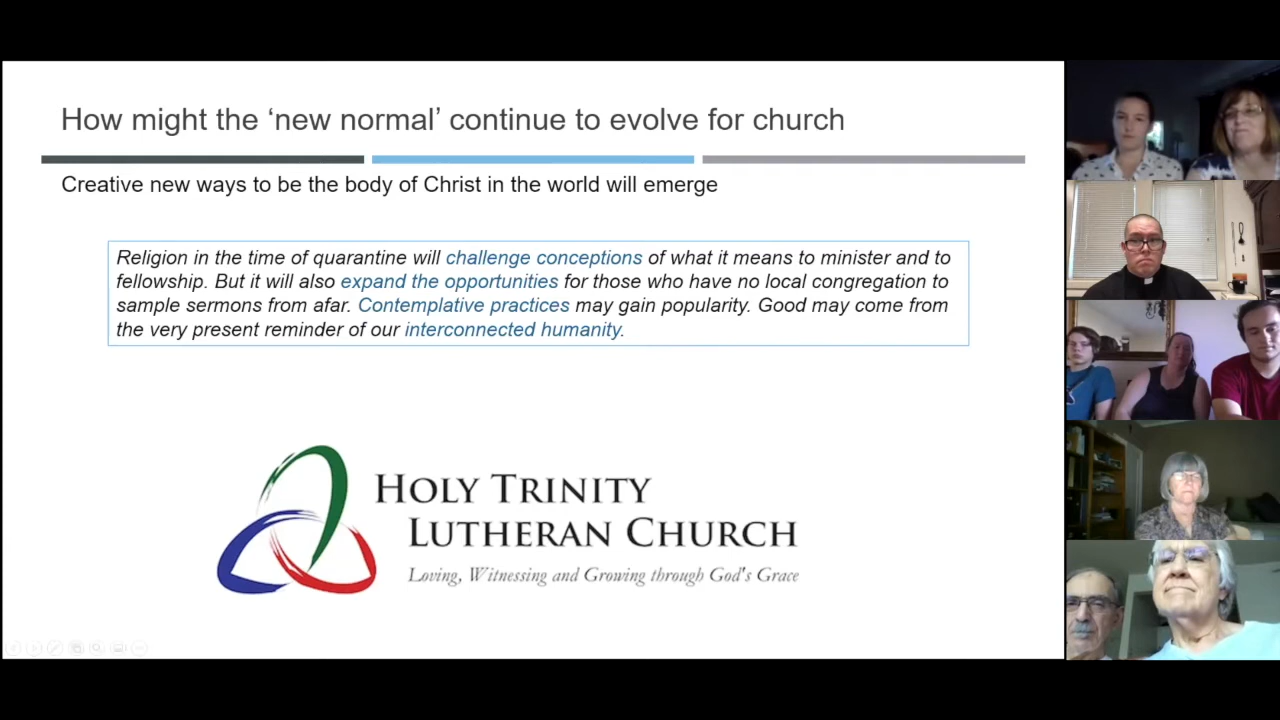 How might the ‘new normal’ continue to evolve for church
Creative new ways to be the body of Christ in the world will emerge
Religion in the time of quarantine will challenge conceptions of what it means to minister and to
fellowship. But it will also expand the opportunities for those who have no local congregation to
sample sermons from afar. Contemplative practices may gain popularity. Good may come from
the very present reminder of our interconnected humanity.
HOLY TRINITY
LUTHERAN CHURCH
Loving, Witnessing and Growing through God's Grace